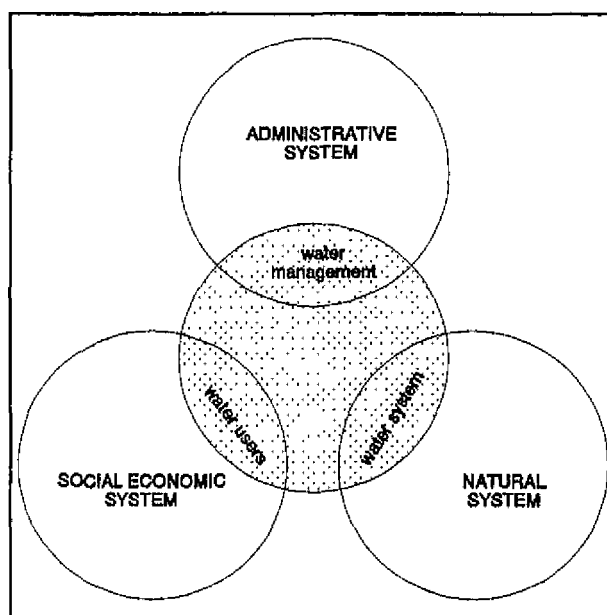 ADMINISTRATIVE
SYSTEM
water
management
water users
water system
SOCIAL ECONOMIC
SYSTEM
NATURAL
SYSTEM